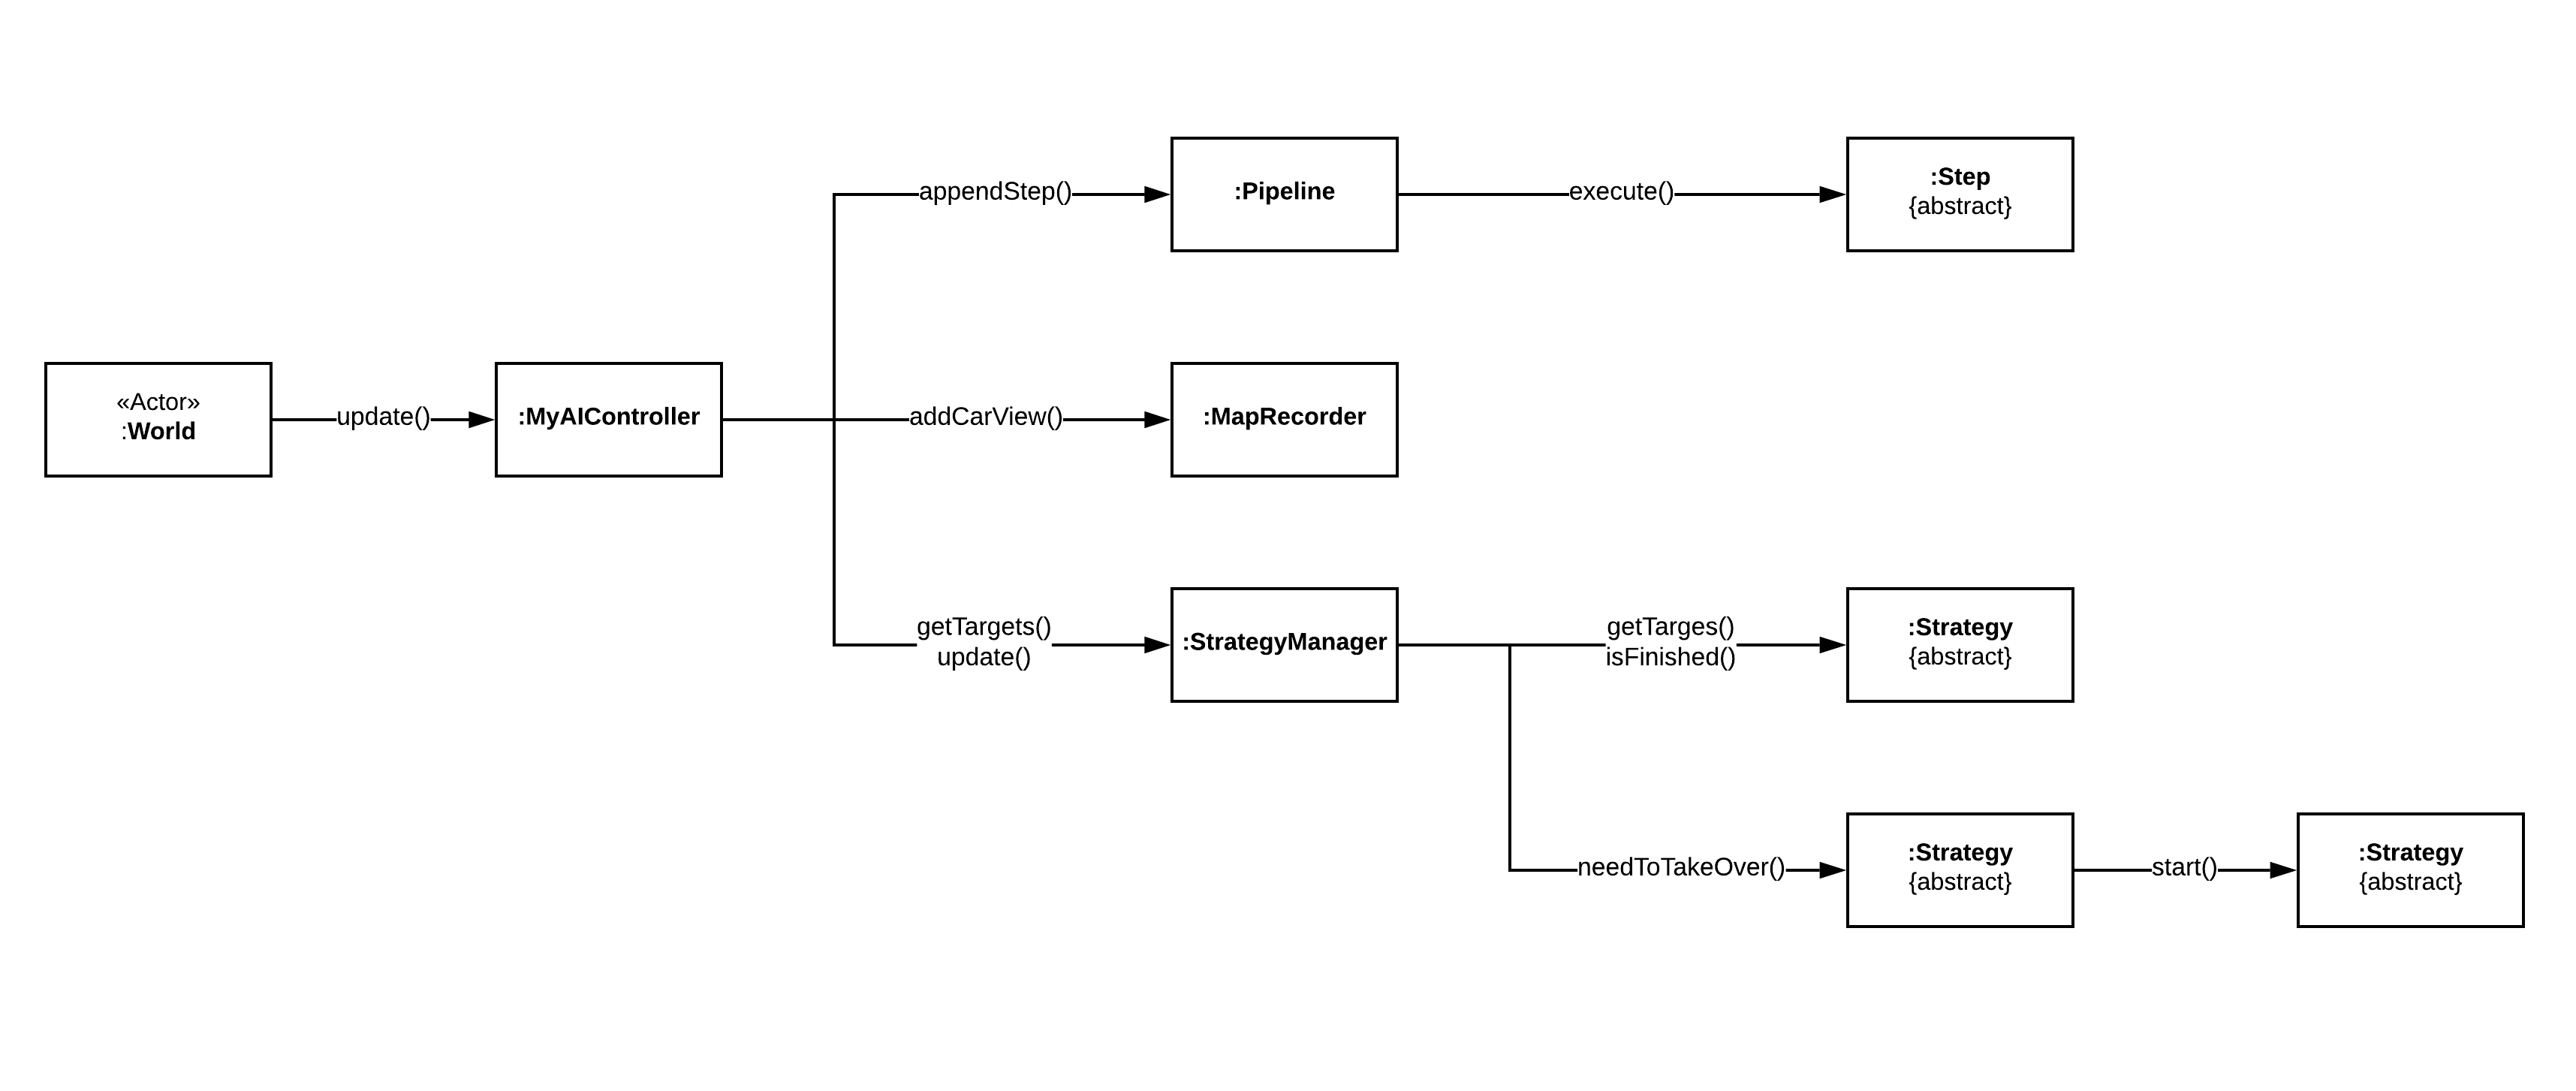 appendStep()
:Pipeline
execute()
:Step
{abstract}
«Actor»
:World
update()
:MyAIController
addCarView()
:MapRecorder
getTargets()
update()
:StrategyManager
getTarges()
isFinished()
:Strategy
{abstract}
needToTakeOver()
:Strategy
{abstract}
start()
:Strategy
{abstract}